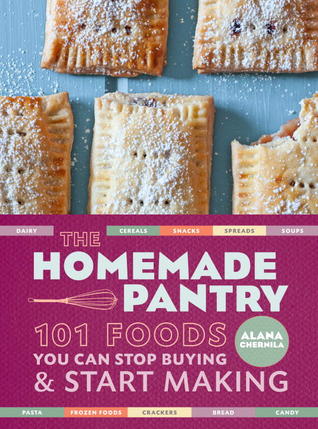 DAIRY CEREALS SNACKS SPREADS SOUPS
THE
HOMEMADE
PANTRY
101 FOODS
ALANA
CHERNILA
YOU CAN STOP BUYING
& START MAKING
PASTA FROZEN FOODS CRACKERS BREAD CANDY